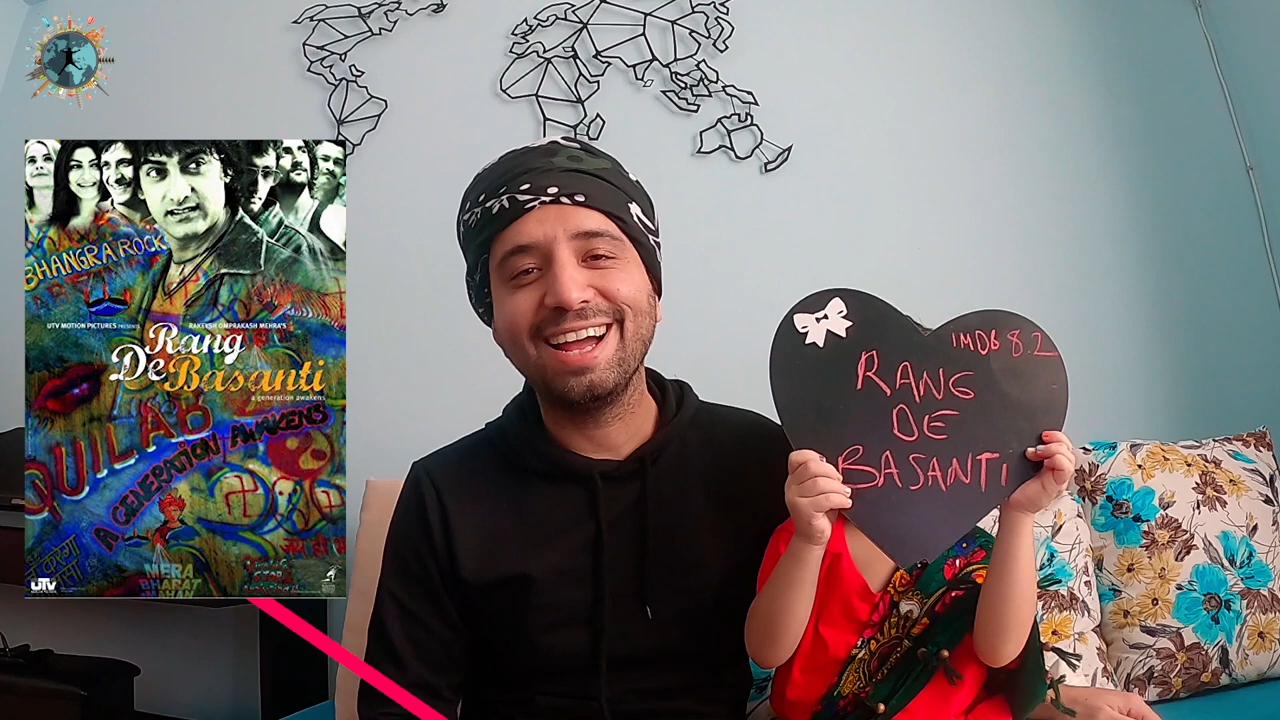 BHANGRA ROCK
UTV MOTION PICTURES PRESENTS
RAKEYSH OMPRAKASH MEHRA'S
Rang
De Basanti
a generation awakens
QUILAB
A GENERATION AWAKENS
MERA
BHARAT
MAHAN
UTV
IMDB 8.2
RANG
DE
BASANTI